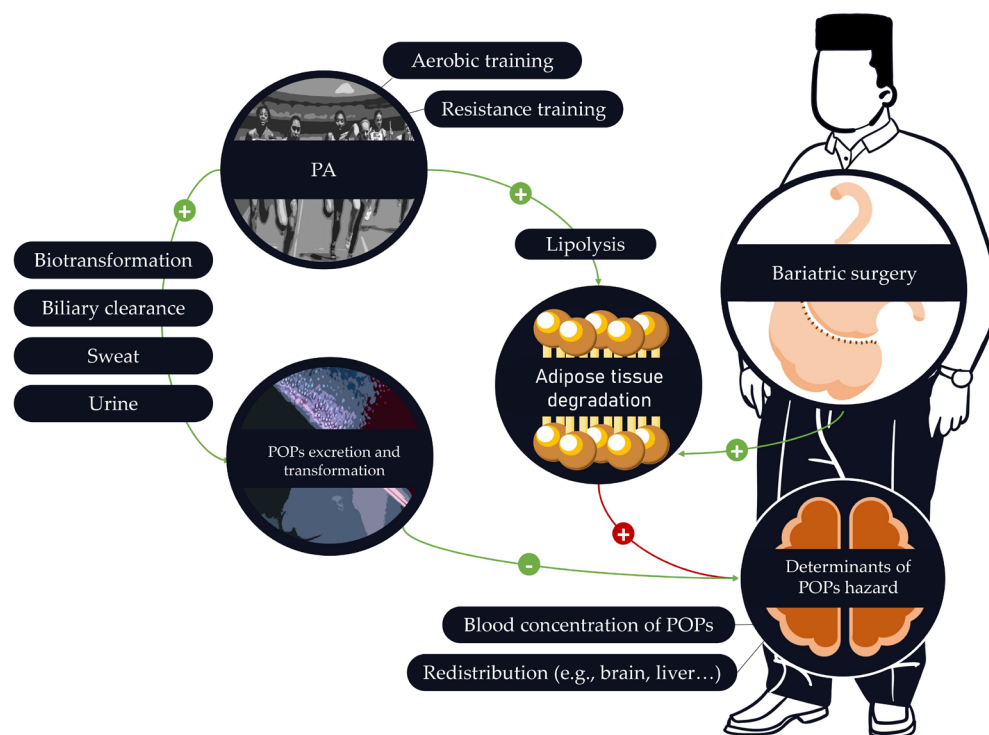 Aerobic training
Resistance training
PA
+
+
Lipolysis
Biotransformation
Biliary clearance
Sweat
Urine
Bariatric surgery
Adipose tissue
degradation
POPs excretion and
transformation
+
+
-
Determinants of
POPs hazard
Blood concentration of POPs
Redistribution (e.g., brain, liver…)